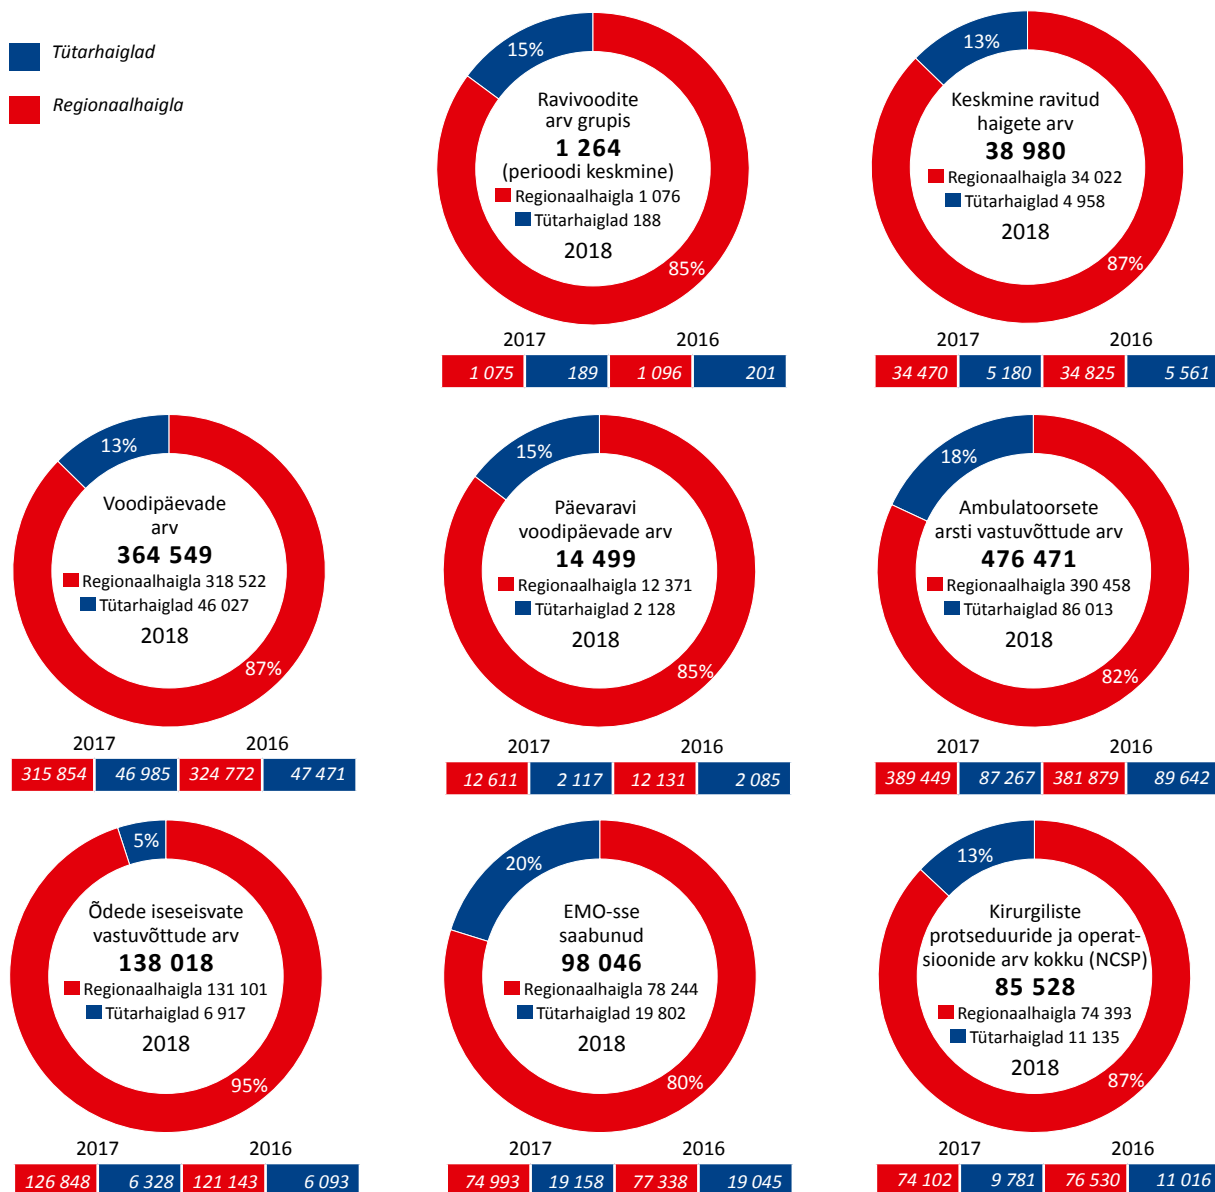 Tütarhaiglad
Regionaalhaigla
15%
Ravivoodite
arv grupis
1 264
(perioodi keskmine)
Regionaalhaigla 1 076
Tütarhaiglad 188
2018
85%
2017 2016
1 075 189 1 096 201
13%
Keskmine ravitud
haigete arv
38 980
Regionaalhaigla 34 022
Tütarhaiglad 4 958
2018
87%
2017 2016
34 470 5 180 34 825 5 561
13%
Voodipäevade
arv
364 549
Regionaalhaigla 318 522
Tütarhaiglad 46 027
2018
87%
2017 2016
315 854 46 985 324 772 47 471
15%
Päevaravi
voodipäevade arv
14 499
Regionaalhaigla 12 371
Tütarhaiglad 2 128
2018
85%
2017 2016
12 611 2 117 12 131 2 085
18%
Ambulatoorsete
arsti vastuvõttude arv
476 471
Regionaalhaigla 390 458
Tütarhaiglad 86 013
2018
82%
2017 2016
389 449 87 267 381 879 89 642
5%
Õdede iseseisvate
vastuvõttude arv
138 018
Regionaalhaigla 131 101
Tütarhaiglad 6 917
2018
95%
2017 2016
126 848 6 328 121 143 6 093
20%
EMO-sse
saabunud
98 046
Regionaalhaigla 78 244
Tütarhaiglad 19 802
2018
80%
2017 2016
74 993 19 158 77 338 19 045
13%
Kirurgiliste
protseduuride ja operat-
sioonide arv kokku (NCSP)
85 528
Regionaalhaigla 74 393
Tütarhaiglad 11 135
2018
87%
2017 2016
74 102 9 781 76 530 11 016